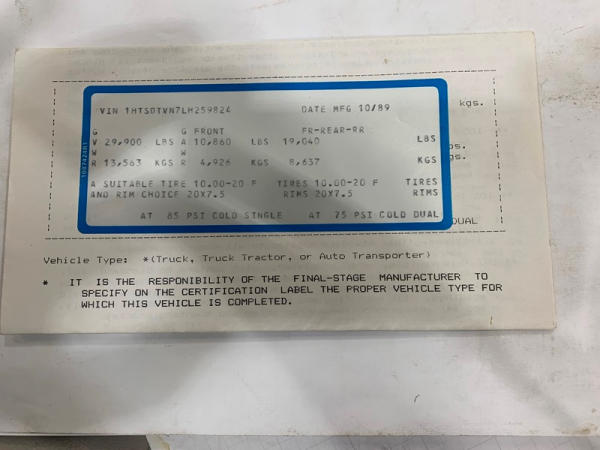 VIN 1HTSDTVN7LH259824 DATE MFG 10/89
kgs.
G G FRONT FR-REAR-RR
V 29,900 LBS A 10,860 LBS 19,040 LBS
W W
R 13,563 KGS R 4,926 KGS 8,637 KGS
gs.
A SUITABLE TIRE 10.00-20 F TIRES 10.00-20 F TIRES
AND RIM CHOICE 20X7.5 RIMS 20X7.5 RIMS
AT 85 PSI COLD SINGLE AT 75 PSI COLD DUAL
DUAL
Vehicle Type: *(Truck, Truck Tractor, or Auto Transporter)
* IT IS THE RESPONIBILITY OF THE FINAL-STAGE MANUFACTURER TO
SPECIFY ON THE CERTIFICATION LABEL THE PROPER VEHICLE TYPE FOR
WHICH THIS VEHICLE IS COMPLETED.